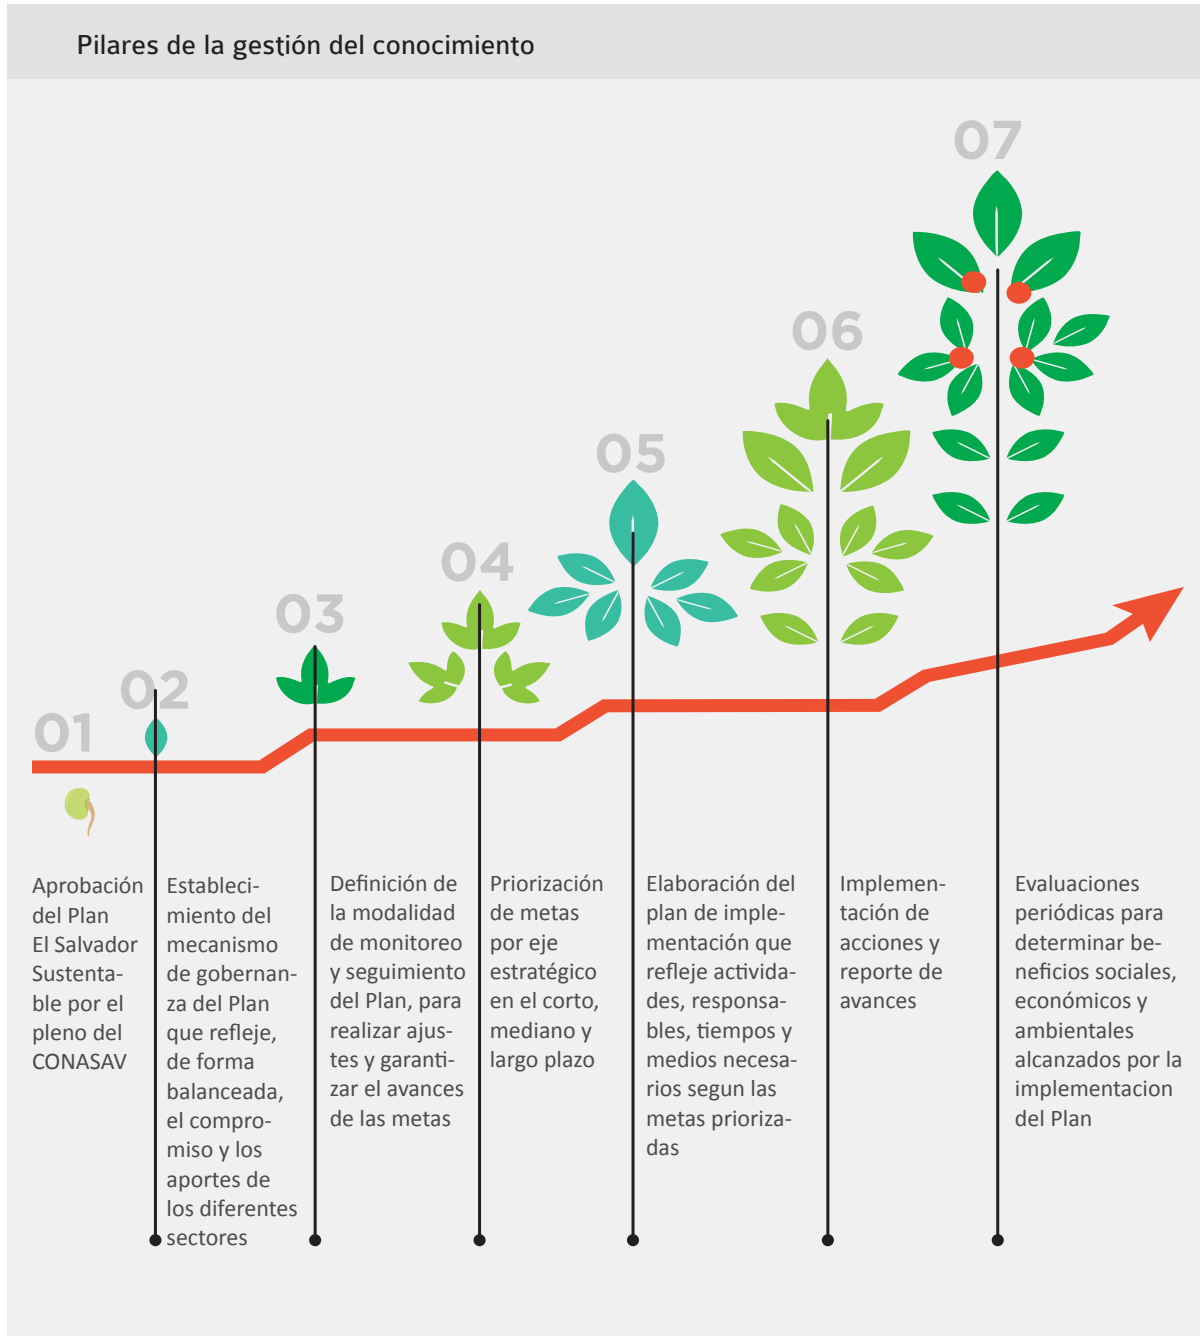 Pilares de la gestión del conocimiento
01
Aprobación
del Plan
El Salvador
Sustenta-
ble por el
pleno del
CONASAV
02
Estableci-
miento del
mecanismo
de gobernan-
za del Plan
que refleje,
de forma
balanceada,
el compro-
miso y los
aportes de
los diferentes
sectores
03
Definición de
la modalidad
de monitoreo
y seguimiento
del Plan, para
realizar ajus-
tes y garanti-
zar el avances
de las metas
04
Priorización
de metas
por eje
estratégico
en el corto,
mediano y
largo plazo
05
Elaboración del
plan de imple-
mentación que
refleje activida-
des, responsa-
bles, tiempos y
medios necesa-
rios segun las
metas prioriza-
das
06
Implemen-
tación de
acciones y
reporte de
avances
07
Evaluaciones
periódicas para
determinar be-
neficios sociales,
económicos y
ambientales
alcanzados por la
implementacion
del Plan